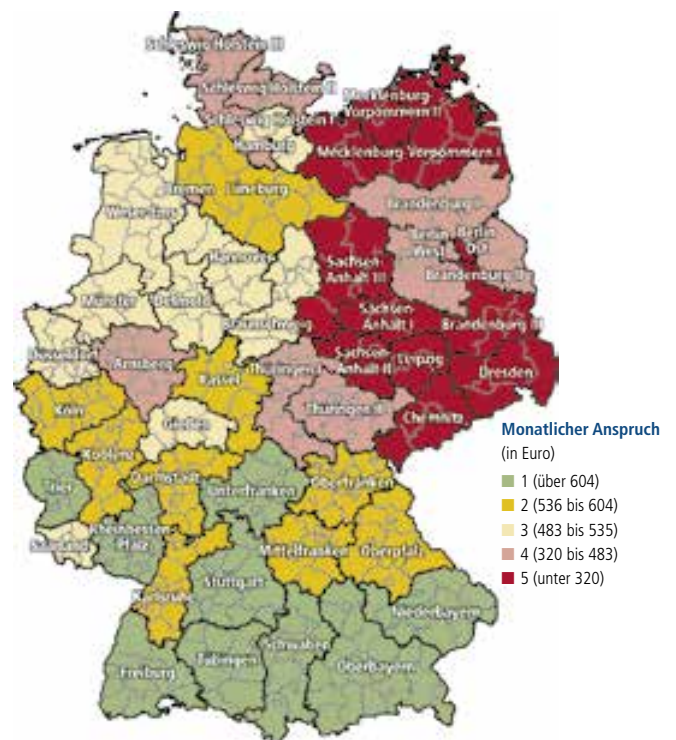 Schleswig Holstein III
Schleswig Holstein II
Mecklenburg-
Vorpommern II
Schleswig Holstein I
Hamburg
Mecklenburg-Vorpommern I
Bremen
Lüneburg
Brandenburg I
Weser-Ems
Berlin
West
Berlin
Ost
Hannover
Sachsen-
Anhalt III
Brandenburg II
Münster
Detmold
Braunschweig
Sachsen-
Anhalt I
Brandenburg III
Düsseldorf
Arnsberg
Kassel
Thüringen I
Sachsen-
Anhalt II
Leipzig
Dresden
Köln
Gießen
Thüringen II
Chemnitz
Koblenz
Trier
Darmstadt
Unterfranken
Oberfranken
Saarland
Rheinhessen-
Pfalz
Mittelfranken
Oberpfalz
Karlsruhe
Stuttgart
Niederbayern
Freiburg
Tübingen
Schwaben
Oberbayern
Monatlicher Anspruch
(in Euro)
1 (über 604)
2 (536 bis 604)
3 (483 bis 535)
4 (320 bis 483)
5 (unter 320)